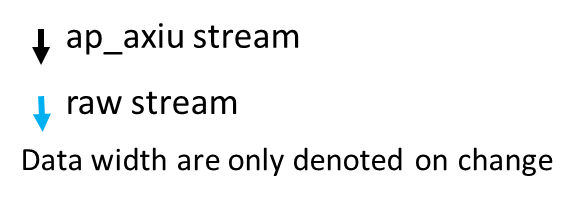 ap_axiu stream
raw stream
Data width are only denoted on change